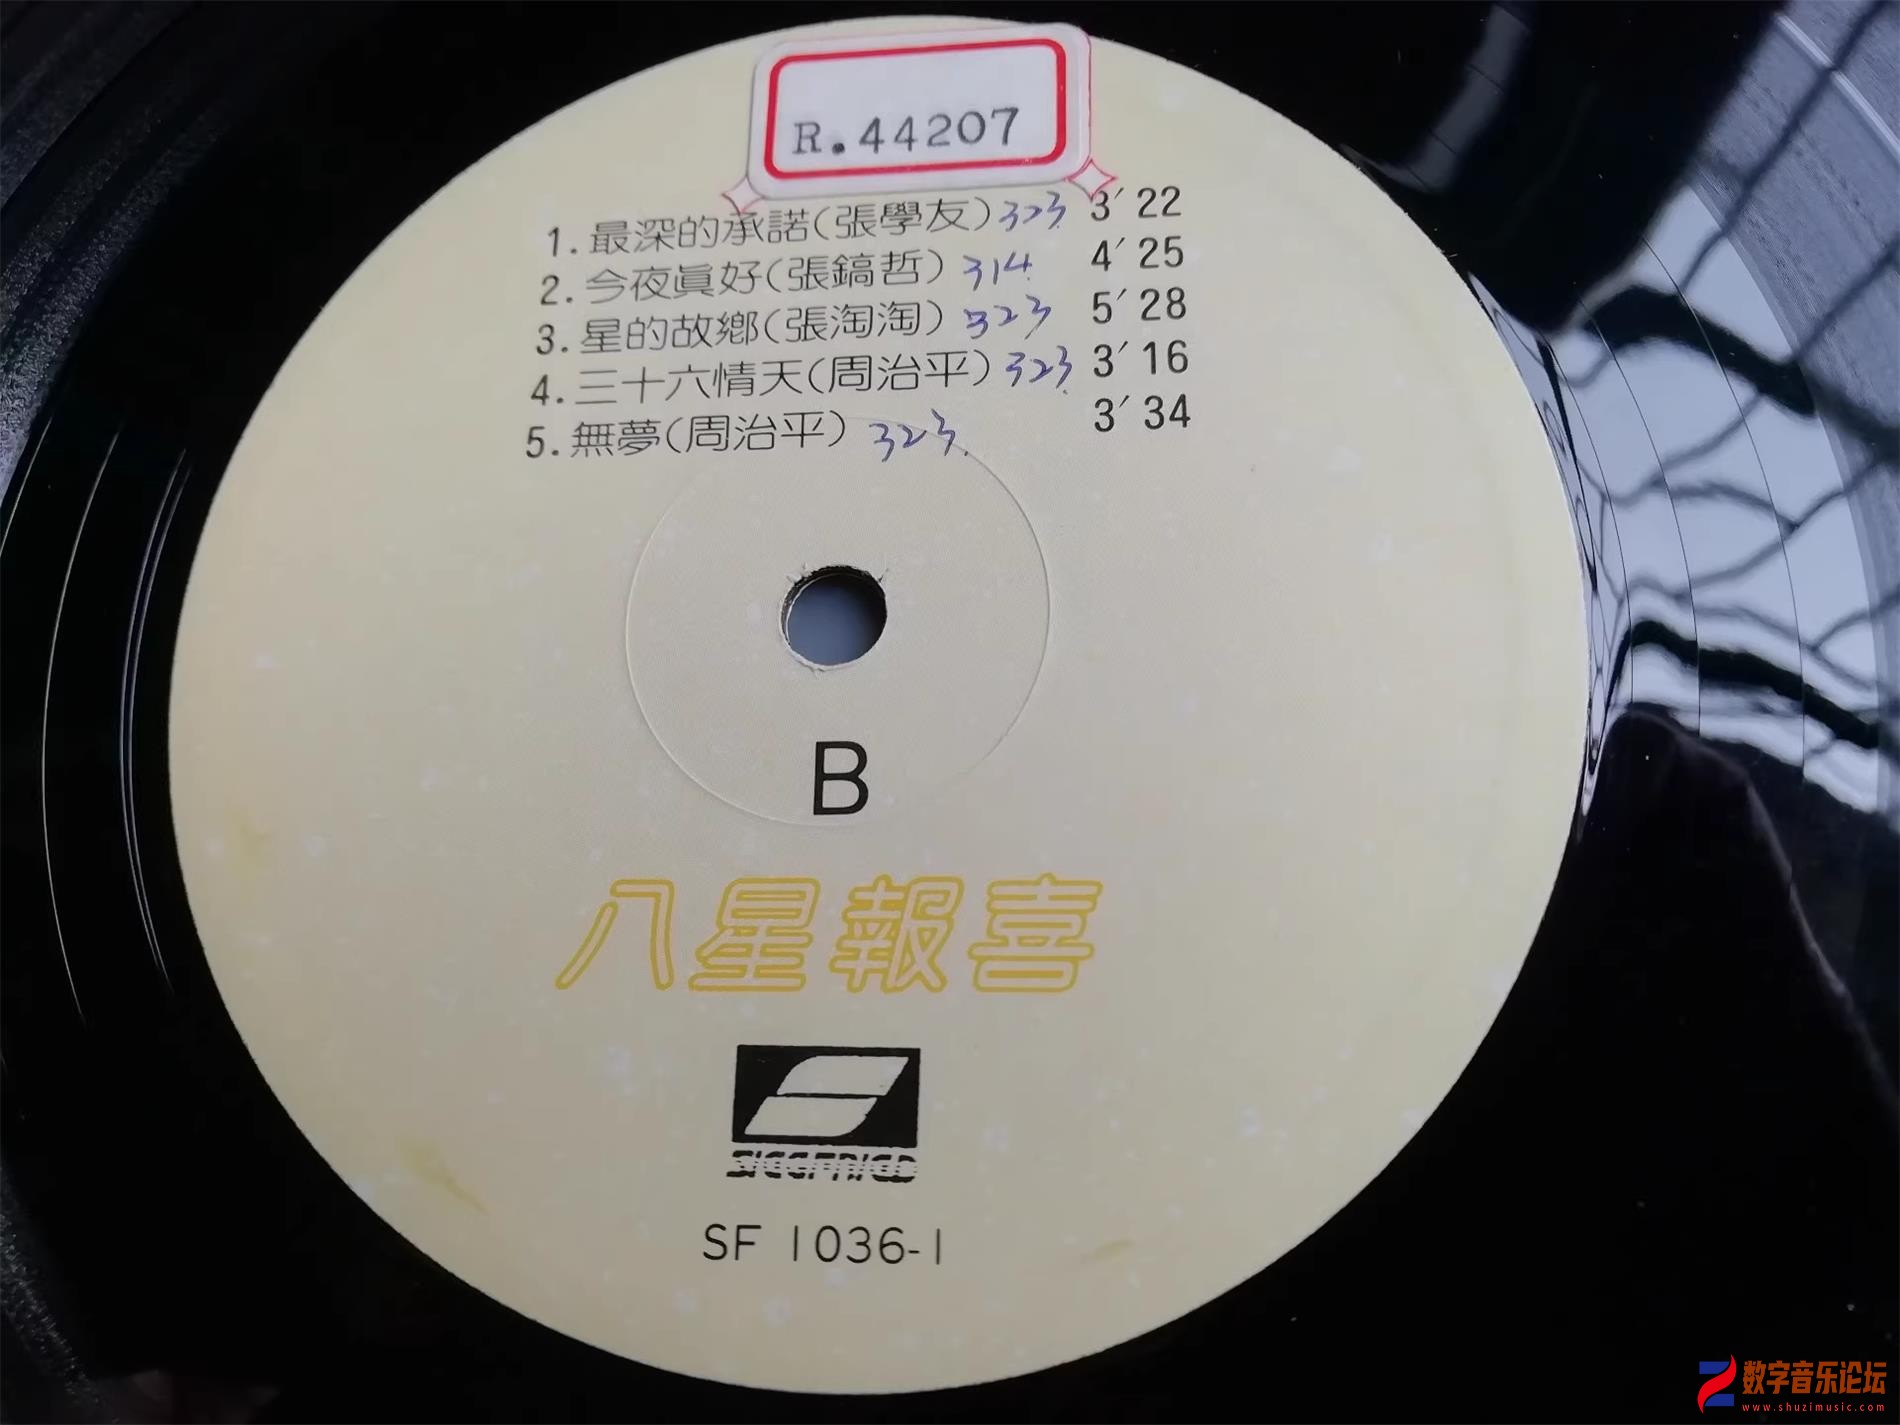 R.44207
1.最深的承諾(張學友)323. 3′22
2.今夜眞好(張鎬哲)314. 4′25
3.星的故鄉(張淘淘)323 5′28
4.三十六情天(周治平)323. 3′16
5.無夢(周治平)323. 3′34
B
八星報喜
SIEGFRIED
SF 1036-1
数字音乐论坛
www.shuzimusic.com